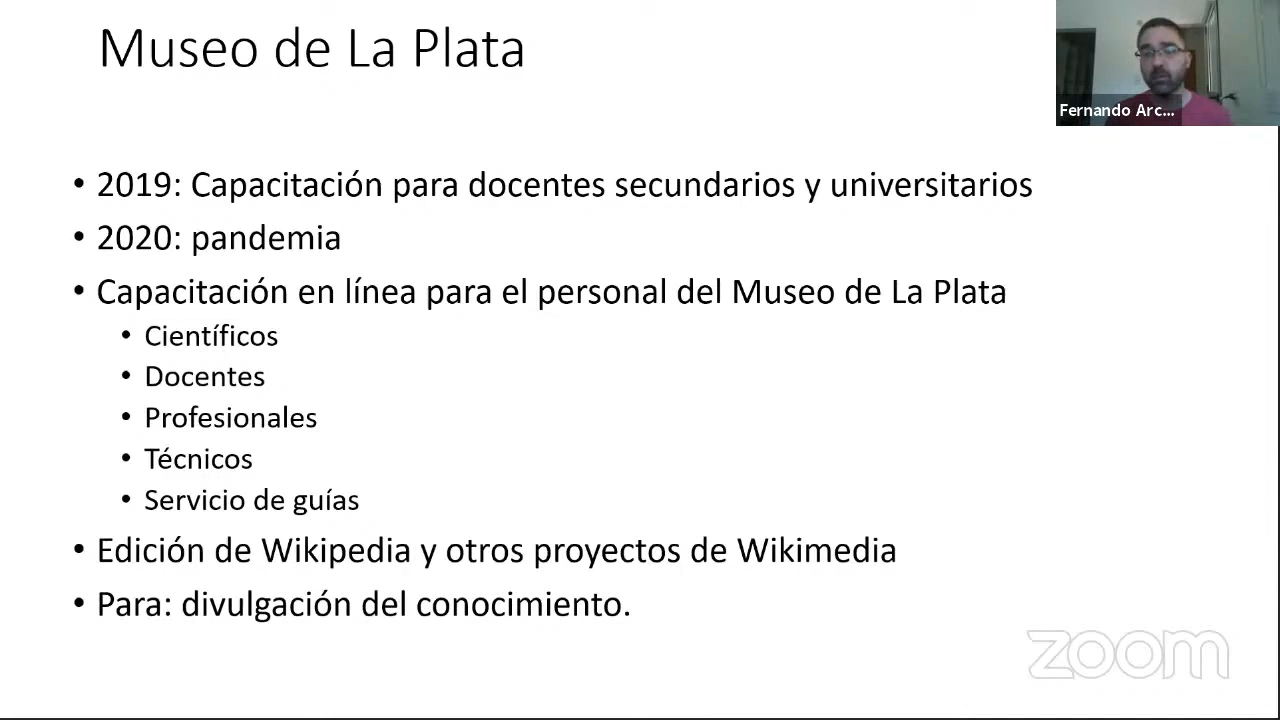 Museo de La Plata
Fernando Arc...
• 2019: Capacitación para docentes secundarios y universitarios
• 2020: pandemia
• Capacitación en línea para el personal del Museo de La Plata
• Científicos
• Docentes
• Profesionales
• Técnicos
• Servicio de guías
• Edición de Wikipedia y otros proyectos de Wikimedia
• Para: divulgación del conocimiento.
zoom